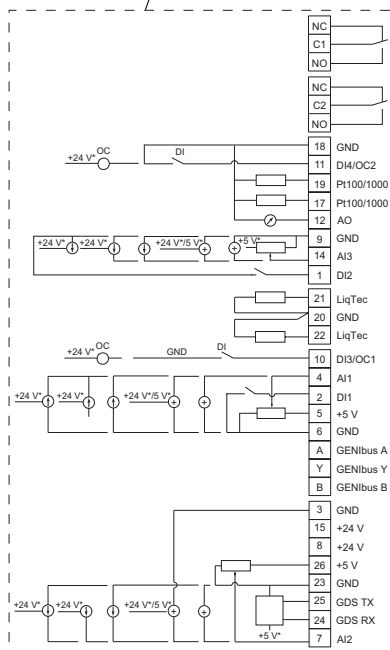 NC
C1
NO
NC
C2
NO
18 GND
+24 V* OC DI 11 DI4/OC2
19 Pt100/1000
17 Pt100/1000
12 AO
9 GND
+24 V* +24 V* +24 V*/5 V* +5 V*
14 AI3
1 DI2
21 LiqTec
20 GND
22 LiqTec
+24 V* OC GND DI 10 DI3/OC1
4 AI1
2 DI1
+24 V* +24 V* +24 V*/5 V* 5 +5 V
6 GND
A GENIbus A
Y GENIbus Y
B GENIbus B
3 GND
15 +24 V
8 +24 V
26 +5 V
23 GND
25 GDS TX
+24 V* +24 V* +24 V*/5 V* 24 GDS RX
+5 V* 7 AI2